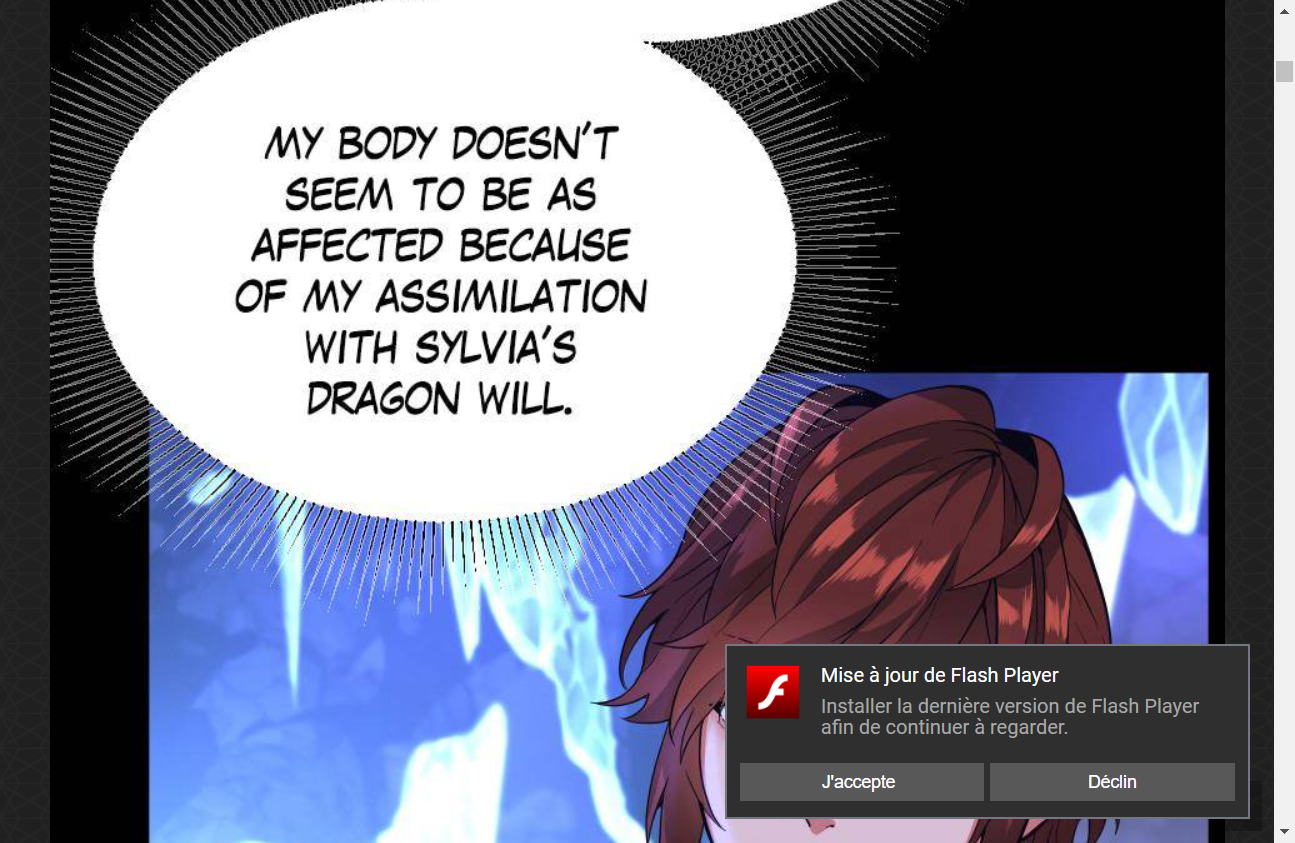 MY BODY DOESN'T
SEEM TO BE AS
AFFECTED BECAUSE
OF MY ASSIMILATION
WITH SYLVIA'S
DRAGON WILL.
Mise à jour de Flash Player
Installer la dernière version de Flash Player
afin de continuer à regarder.
J'accepte
Déclin